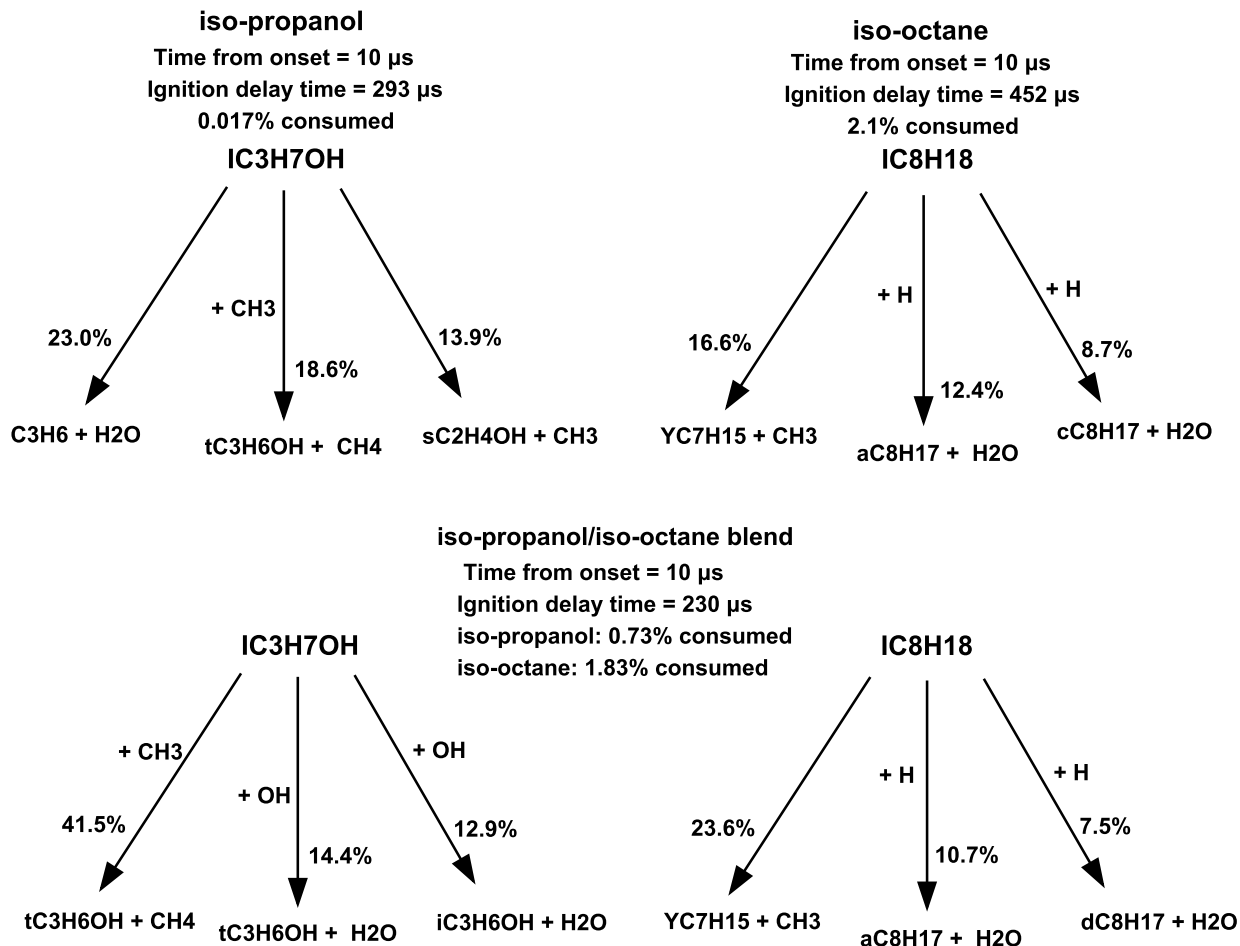 iso-propanol
Time from onset = 10 µs
Ignition delay time = 293 µs
0.017% consumed
IC3H7OH
+ CH3
23.0%
18.6%
13.9%
C3H6 + H2O
tC3H6OH + CH4
sC2H4OH + CH3
iso-octane
Time from onset = 10 µs
Ignition delay time = 452 µs
2.1% consumed
IC8H18
+ H
+ H
16.6%
12.4%
8.7%
YC7H15 + CH3
aC8H17 + H2O
cC8H17 + H2O
iso-propanol/iso-octane blend
Time from onset = 10 µs
Ignition delay time = 230 µs
iso-propanol: 0.73% consumed
iso-octane: 1.83% consumed
IC3H7OH
+ CH3
+ OH
+ OH
41.5%
14.4%
12.9%
tC3H6OH + CH4
tC3H6OH + H2O
iC3H6OH + H2O
IC8H18
+ H
+ H
23.6%
10.7%
7.5%
YC7H15 + CH3
aC8H17 + H2O
dC8H17 + H2O